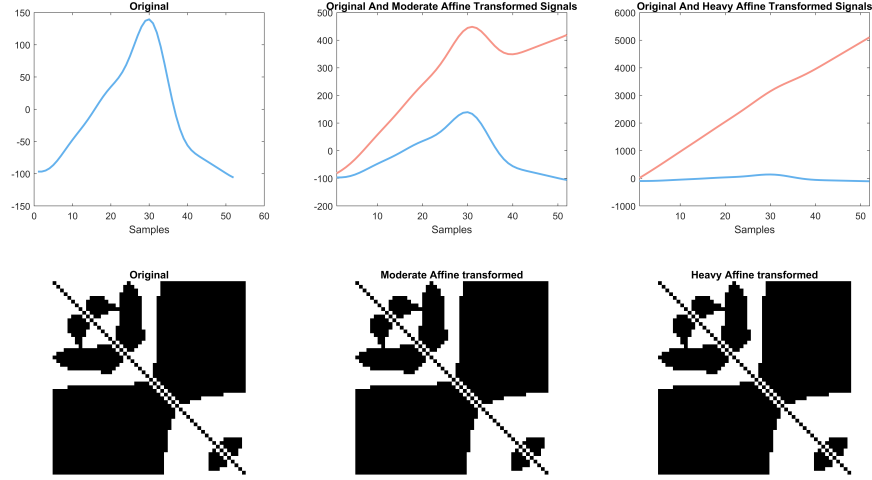 Original
150
100
50
0
-50
-100
-150
0 10 20 30 40 50 60
Samples
Original And Moderate Affine Transformed Signals
500
400
300
200
100
0
-100
-200
10 20 30 40 50
Samples
Original And Heavy Affine Transformed Signals
6000
5000
4000
3000
2000
1000
0
-1000
10 20 30 40 50
Samples
Original
Moderate Affine transformed
Heavy Affine transformed